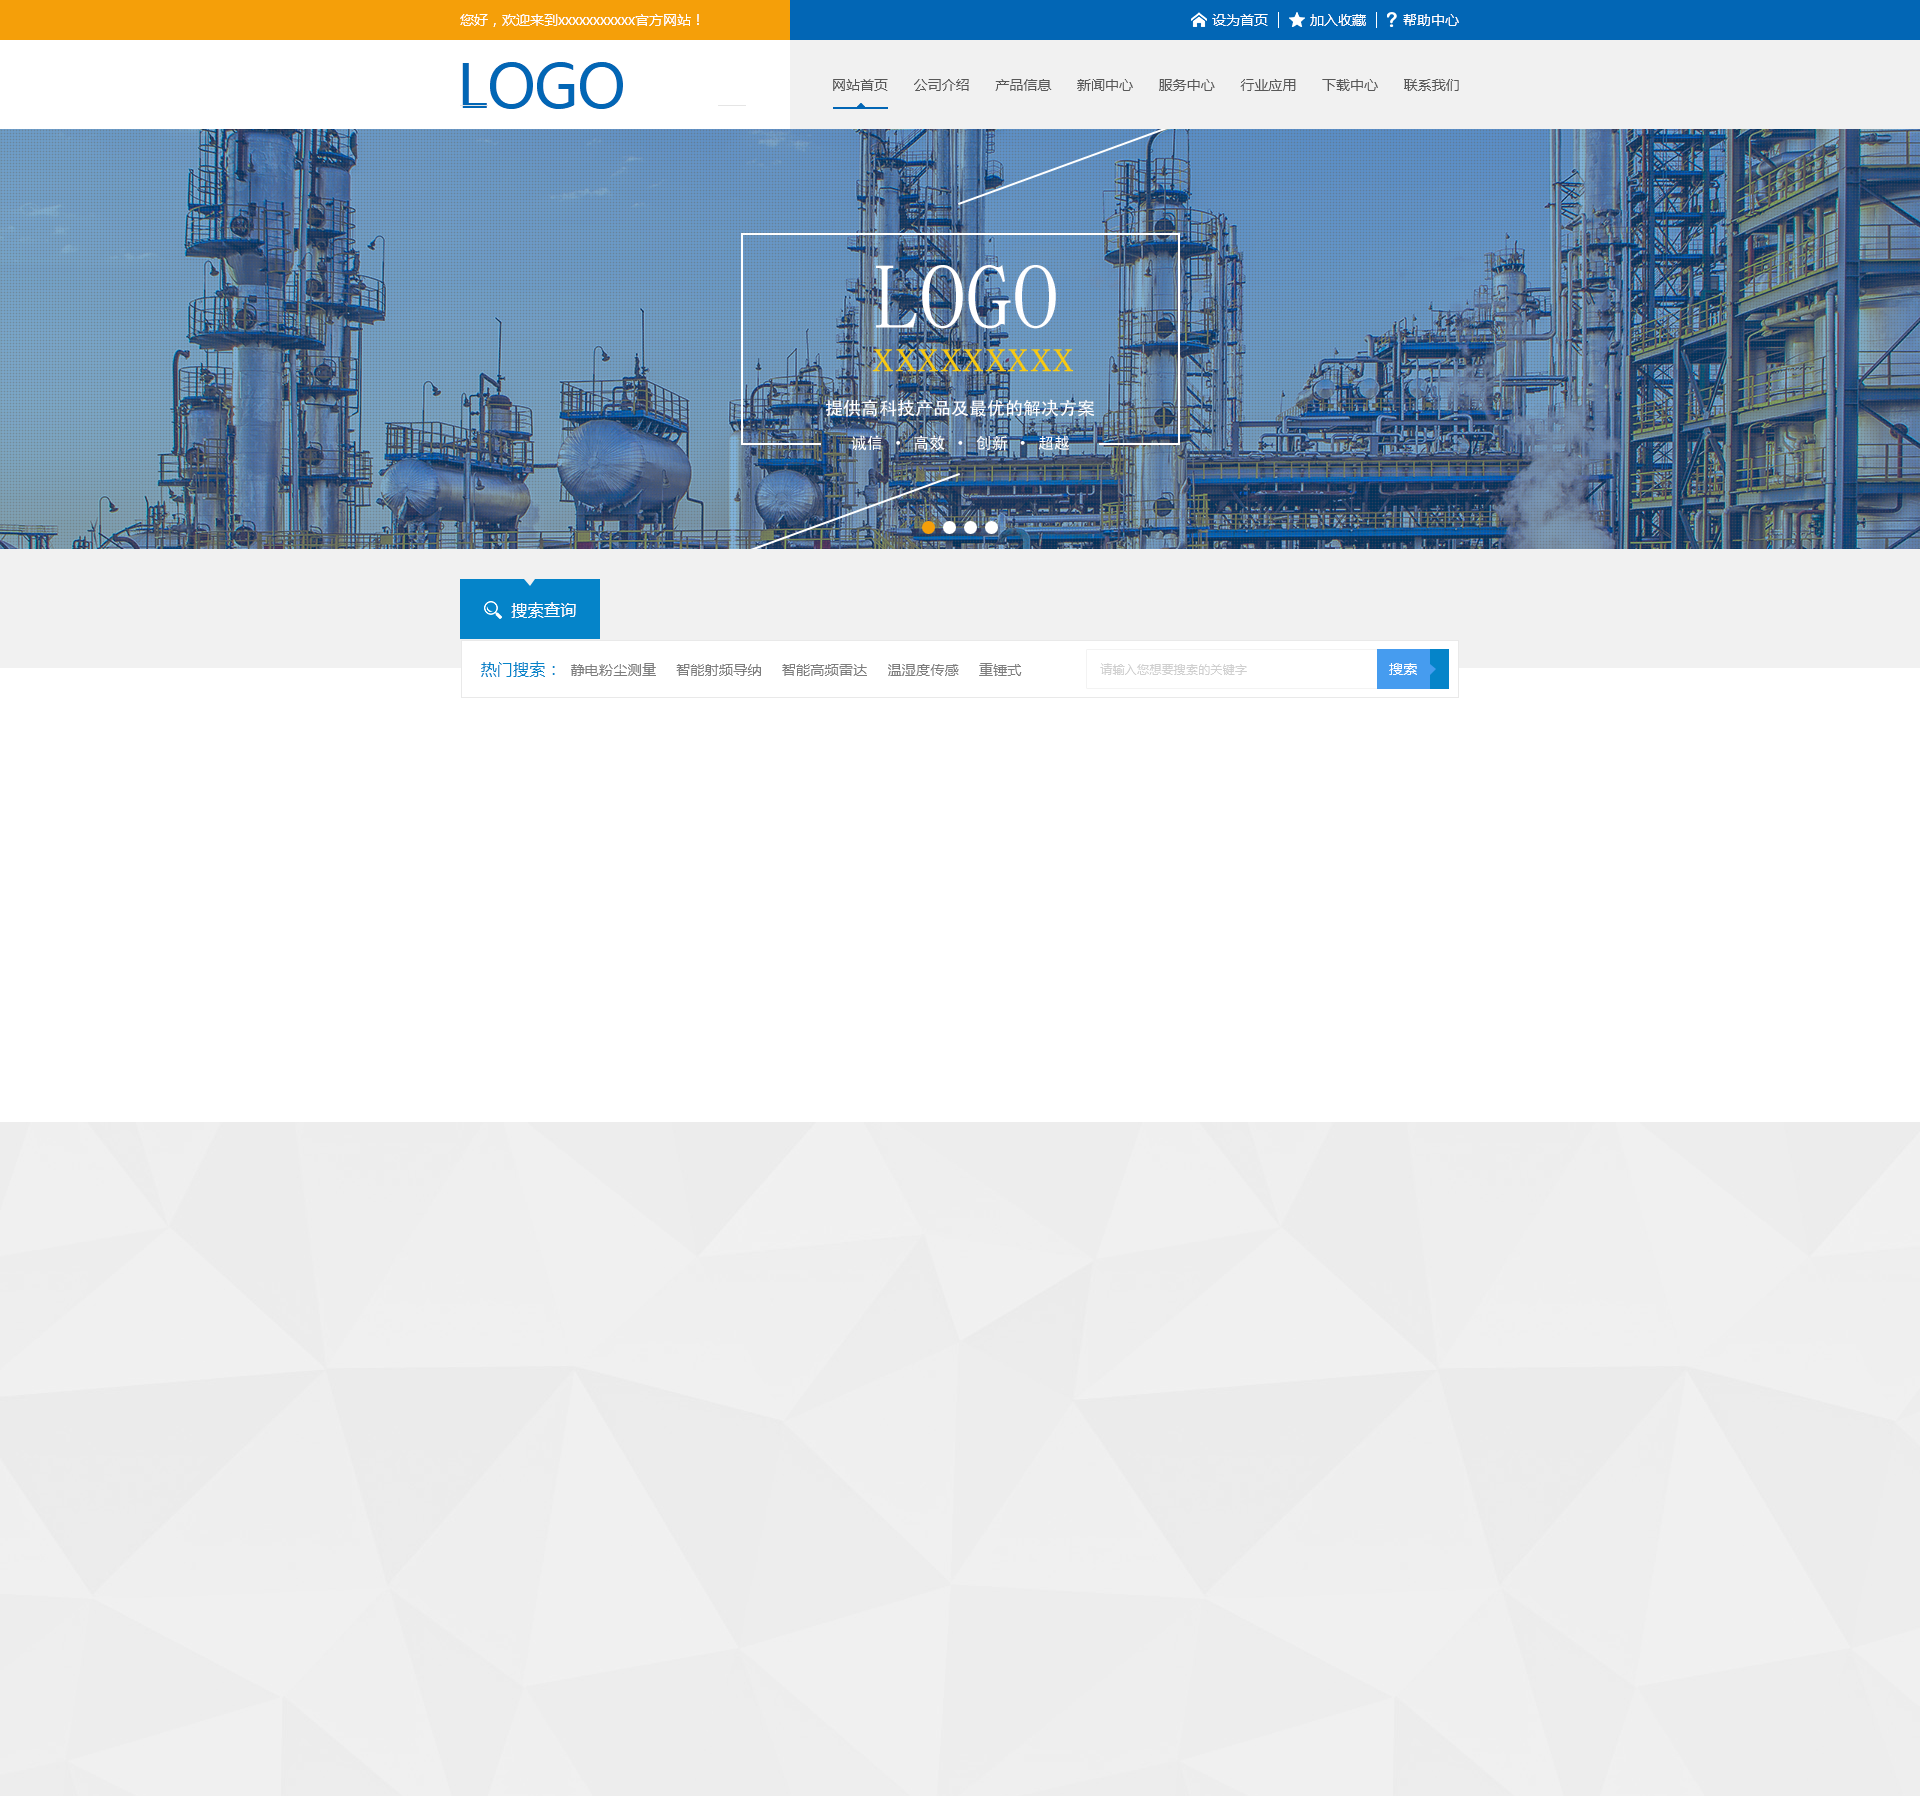 您好，欢迎来到xxxxxxxxxxx官方网站！
设为首页 加入收藏 帮助中心
LOGO
网站首页 公司介绍 产品信息 新闻中心 服务中心 行业应用 下载中心 联系我们
LOGO
XXXXXXXXX
提供高科技产品及最优的解决方案
诚信 • 高效 • 创新 • 超越
搜索查询
热门搜索： 静电粉尘测量 智能射频导纳 智能高频雷达 温湿度传感 重锤式
请输入您想要搜索的关键字 搜索